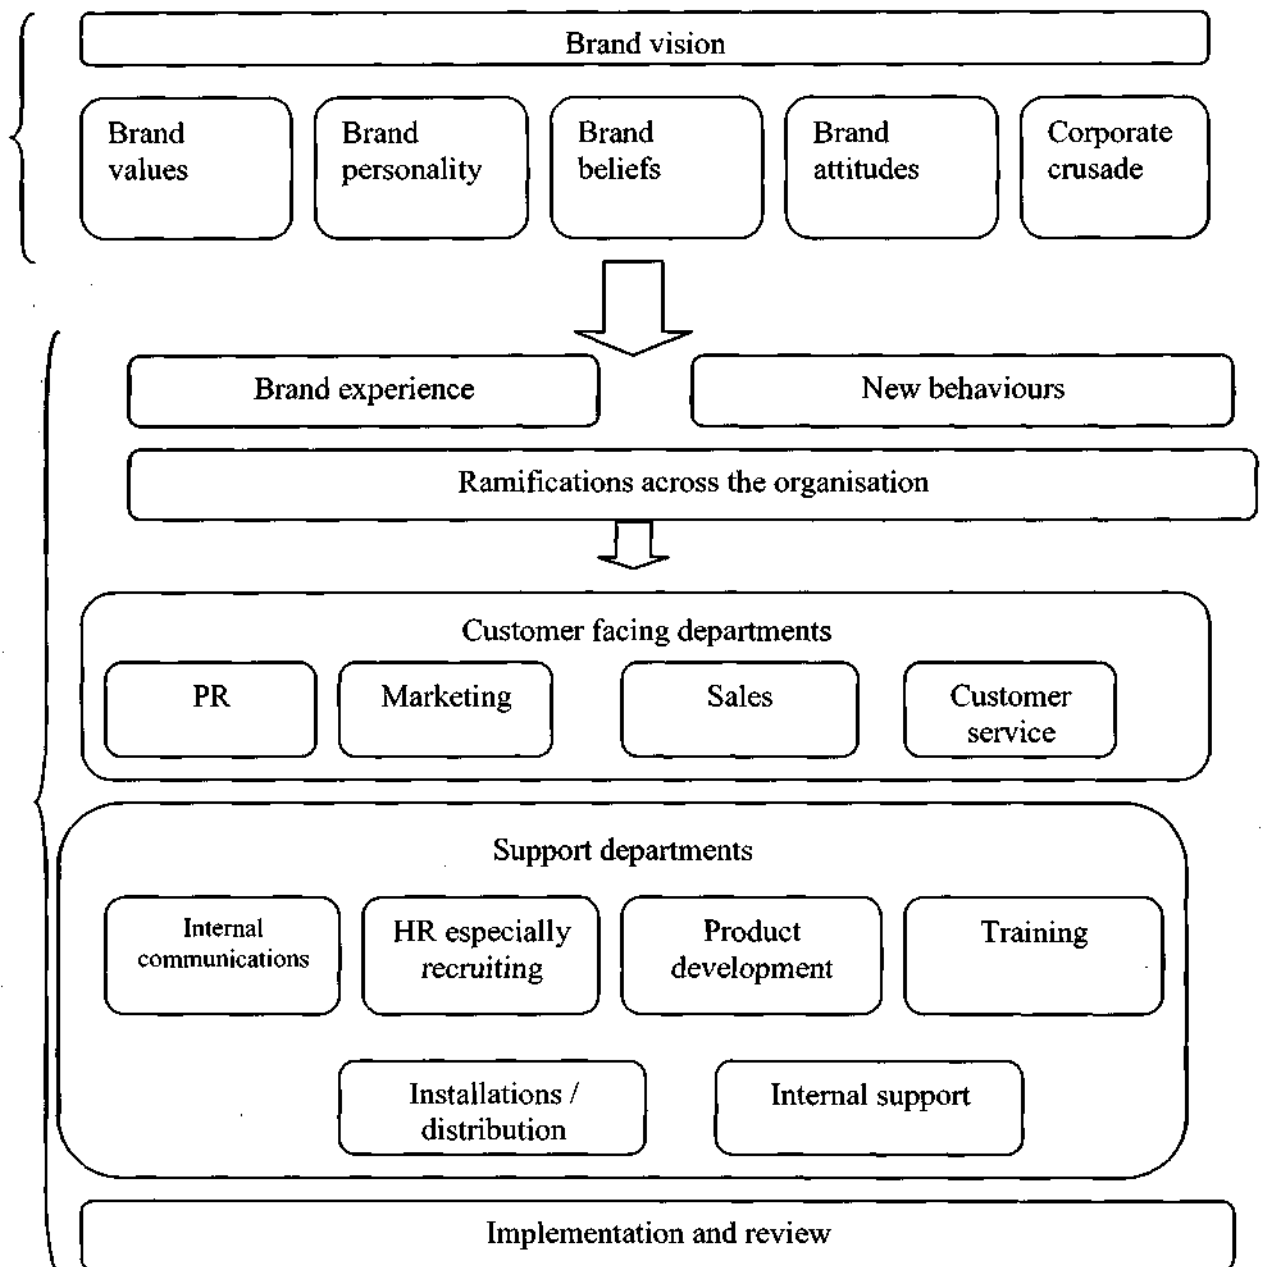 Brand vision
Brand
values
Brand
personality
Brand
beliefs
Brand
attitudes
Corporate
crusade
Brand experience
New behaviours
Ramifications across the organisation
Customer facing departments
PR
Marketing
Sales
Customer
service
Support departments
Internal
communications
HR especially
recruiting
Product
development
Training
Installations /
distribution
Internal support
Implementation and review